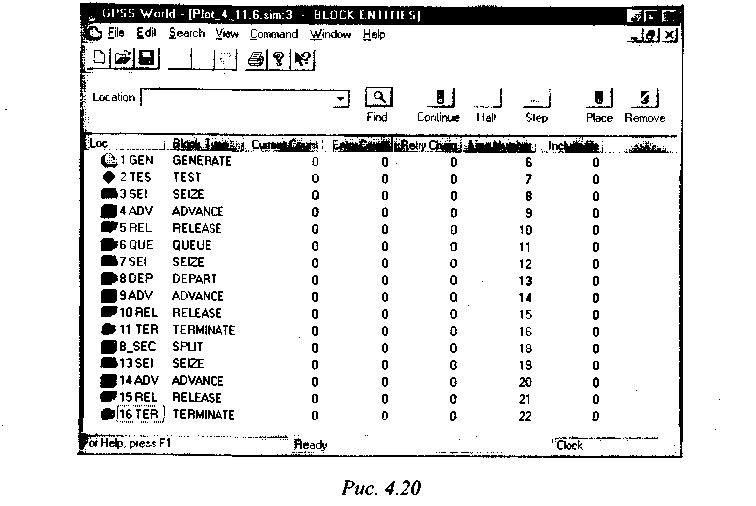 GPSS World - [Plot_4_11.6.sim:3 - BLOCK ENTITIES]
File Edit Search View Command Window Help
Location
Find Continue Halt Step Place Remove
Loc Block Type Current Count Entry Count Retry Chain Line Number Include-ts
1 GEN GENERATE 0 0 0 6 0
2 TES TEST 0 0 0 7 0
3 SEI SEIZE 0 0 0 8 0
4 ADV ADVANCE 0 0 0 9 0
5 REL RELEASE 0 0 0 10 0
6 QUE QUEUE 0 0 0 11 0
7 SEI SEIZE 0 0 0 12 0
8 DEP DEPART 0 0 0 13 0
9 ADV ADVANCE 0 0 0 14 0
10 REL RELEASE 0 0 0 15 0
11 TER TERMINATE 0 0 0 16 0
B_SEC SPLIT 0 0 0 18 0
13 SEI SEIZE 0 0 0 19 0
14 ADV ADVANCE 0 0 0 20 0
15 REL RELEASE 0 0 0 21 0
16 TER TERMINATE 0 0 0 22 0
For Help, press F1 Ready Clock
Рис. 4.20